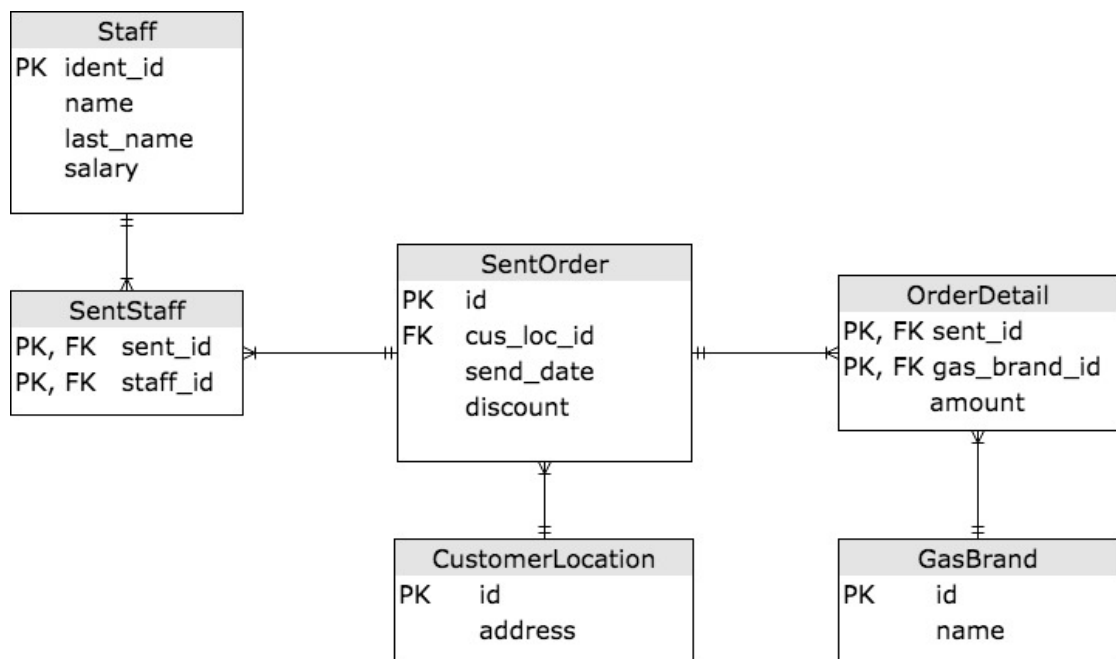 Staff
PK ident_id
name
last_name
salary
SentStaff
PK, FK sent_id
PK, FK staff_id
SentOrder
PK id
FK cus_loc_id
send_date
discount
OrderDetail
PK, FK sent_id
PK, FK gas_brand_id
amount
CustomerLocation
PK id
address
GasBrand
PK id
name